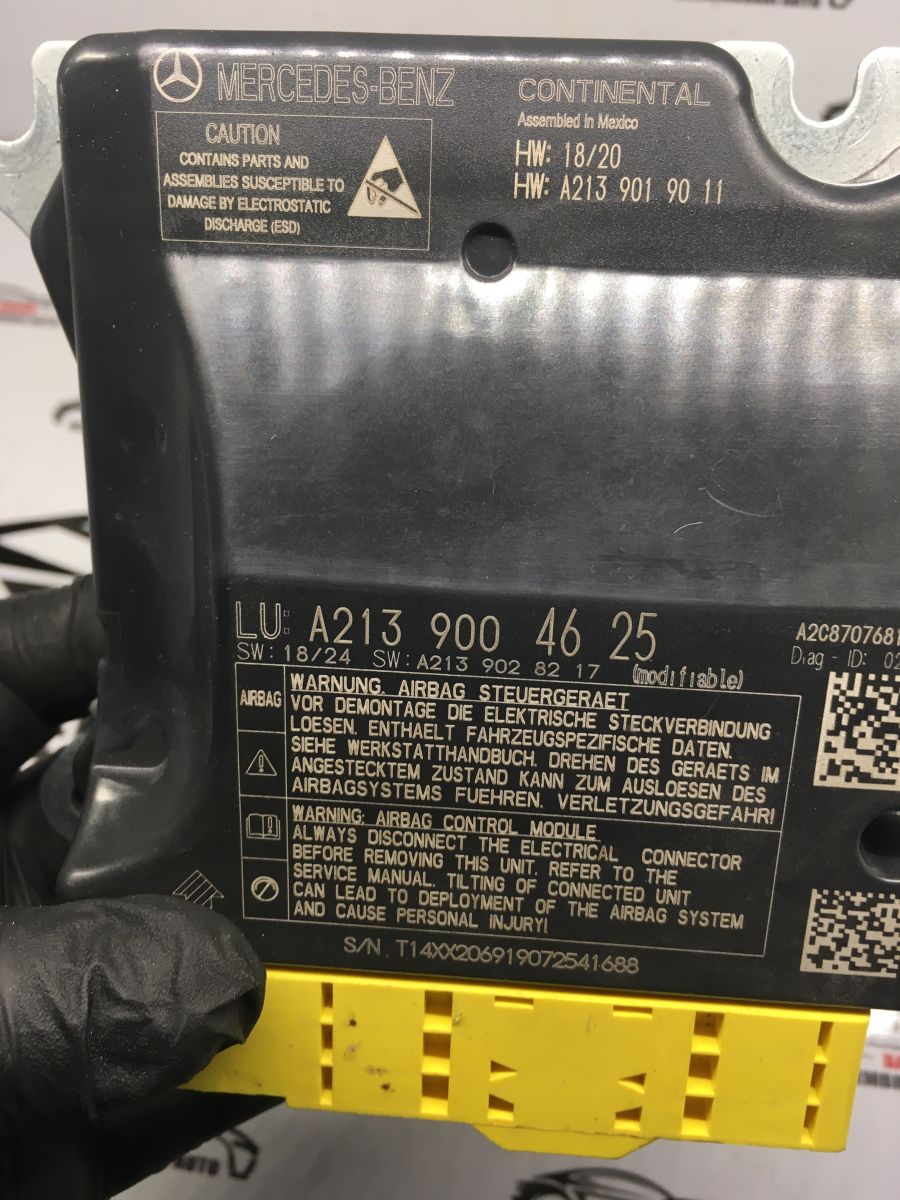 MERCEDES-BENZ
CAUTION
CONTAINS PARTS AND
ASSEMBLIES SUSCEPTIBLE TO
DAMAGE BY ELECTROSTATIC
DISCHARGE (ESD)
CONTINENTAL
Assembled in Mexico
HW: 18/20
HW: A213 901 90 11
LU: A213 900 46 25
SW: 18/24 SW: A213 902 82 17 (modifiable)
A2C8707681
Diag - ID: 02
AIRBAG
WARNUNG. AIRBAG STEUERGERAET
VOR DEMONTAGE DIE ELEKTRISCHE STECKVERBINDUNG
LOESEN. ENTHAELT FAHRZEUGSPEZIFISCHE DATEN.
SIEHE WERKSTATTHANDBUCH. DREHEN DES GERAETS IM
ANGESTECKTEM ZUSTAND KANN ZUM AUSLOESEN DES
AIRBAGSYSTEMS FUEHREN. VERLETZUNGSGEFAHR!
WARNING: AIRBAG CONTROL MODULE
ALWAYS DISCONNECT THE ELECTRICAL CONNECTOR
BEFORE REMOVING THIS UNIT. REFER TO THE
SERVICE MANUAL. TILTING OF CONNECTED UNIT
CAN LEAD TO DEPLOYMENT OF THE AIRBAG SYSTEM
AND CAUSE PERSONAL INJURY!
S/N. T14XX206919072541688